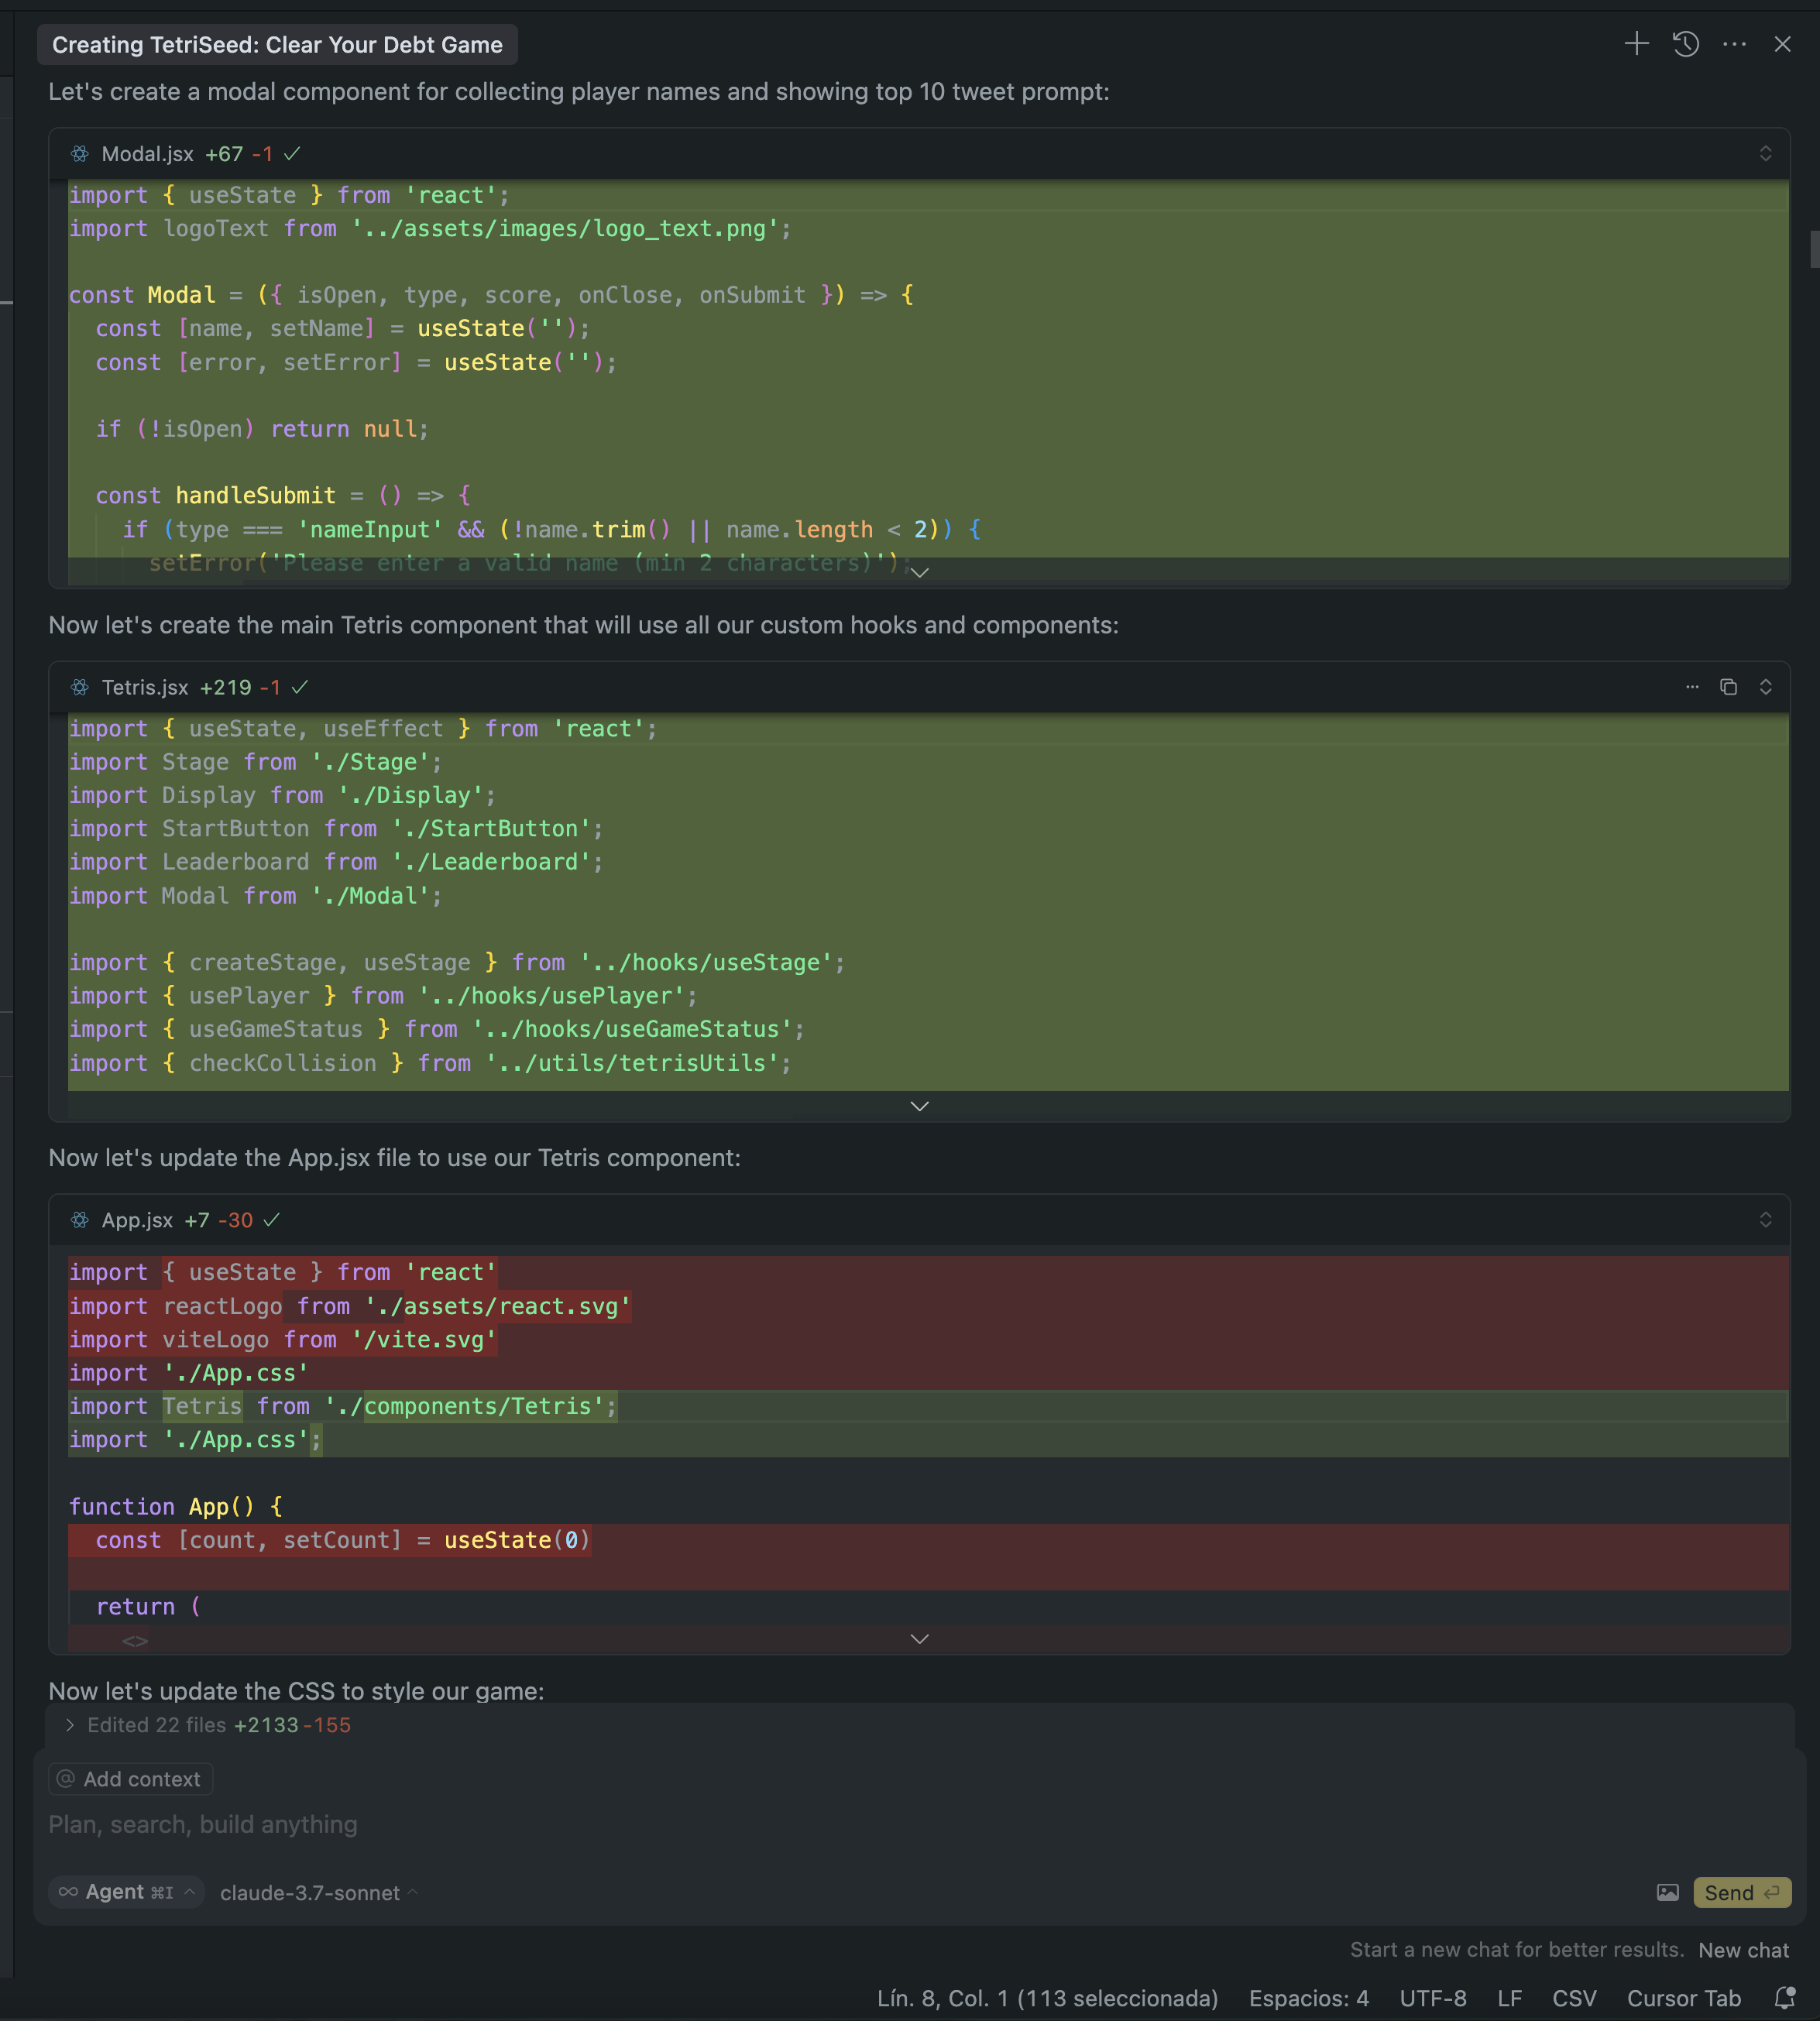 Creating TetriSeed: Clear Your Debt Game
Let's create a modal component for collecting player names and showing top 10 tweet prompt:
Modal.jsx +67 -1
import { useState } from 'react';
import logoText from '../assets/images/logo_text.png';
const Modal = ({ isOpen, type, score, onClose, onSubmit }) => {
  const [name, setName] = useState('');
  const [error, setError] = useState('');
  if (!isOpen) return null;
  const handleSubmit = () => {
    if (type === 'nameInput' && (!name.trim() || name.length < 2)) {
      setError('Please enter a valid name (min 2 characters)');
Now let's create the main Tetris component that will use all our custom hooks and components:
Tetris.jsx +219 -1
import { useState, useEffect } from 'react';
import Stage from './Stage';
import Display from './Display';
import StartButton from './StartButton';
import Leaderboard from './Leaderboard';
import Modal from './Modal';
import { createStage, useStage } from '../hooks/useStage';
import { usePlayer } from '../hooks/usePlayer';
import { useGameStatus } from '../hooks/useGameStatus';
import { checkCollision } from '../utils/tetrisUtils';
Now let's update the App.jsx file to use our Tetris component:
App.jsx +7 -30
import { useState } from 'react'
import reactLogo from './assets/react.svg'
import viteLogo from '/vite.svg'
import './App.css'
import Tetris from './components/Tetris';
import './App.css';
function App() {
  const [count, setCount] = useState(0)
  return (
    <>
Now let's update the CSS to style our game:
Edited 22 files +2133 -155
@ Add context
Plan, search, build anything
Agent ⌘I claude-3.7-sonnet
Send
Start a new chat for better results. New chat
Lín. 8, Col. 1 (113 seleccionada) Espacios: 4 UTF-8 LF CSV Cursor Tab